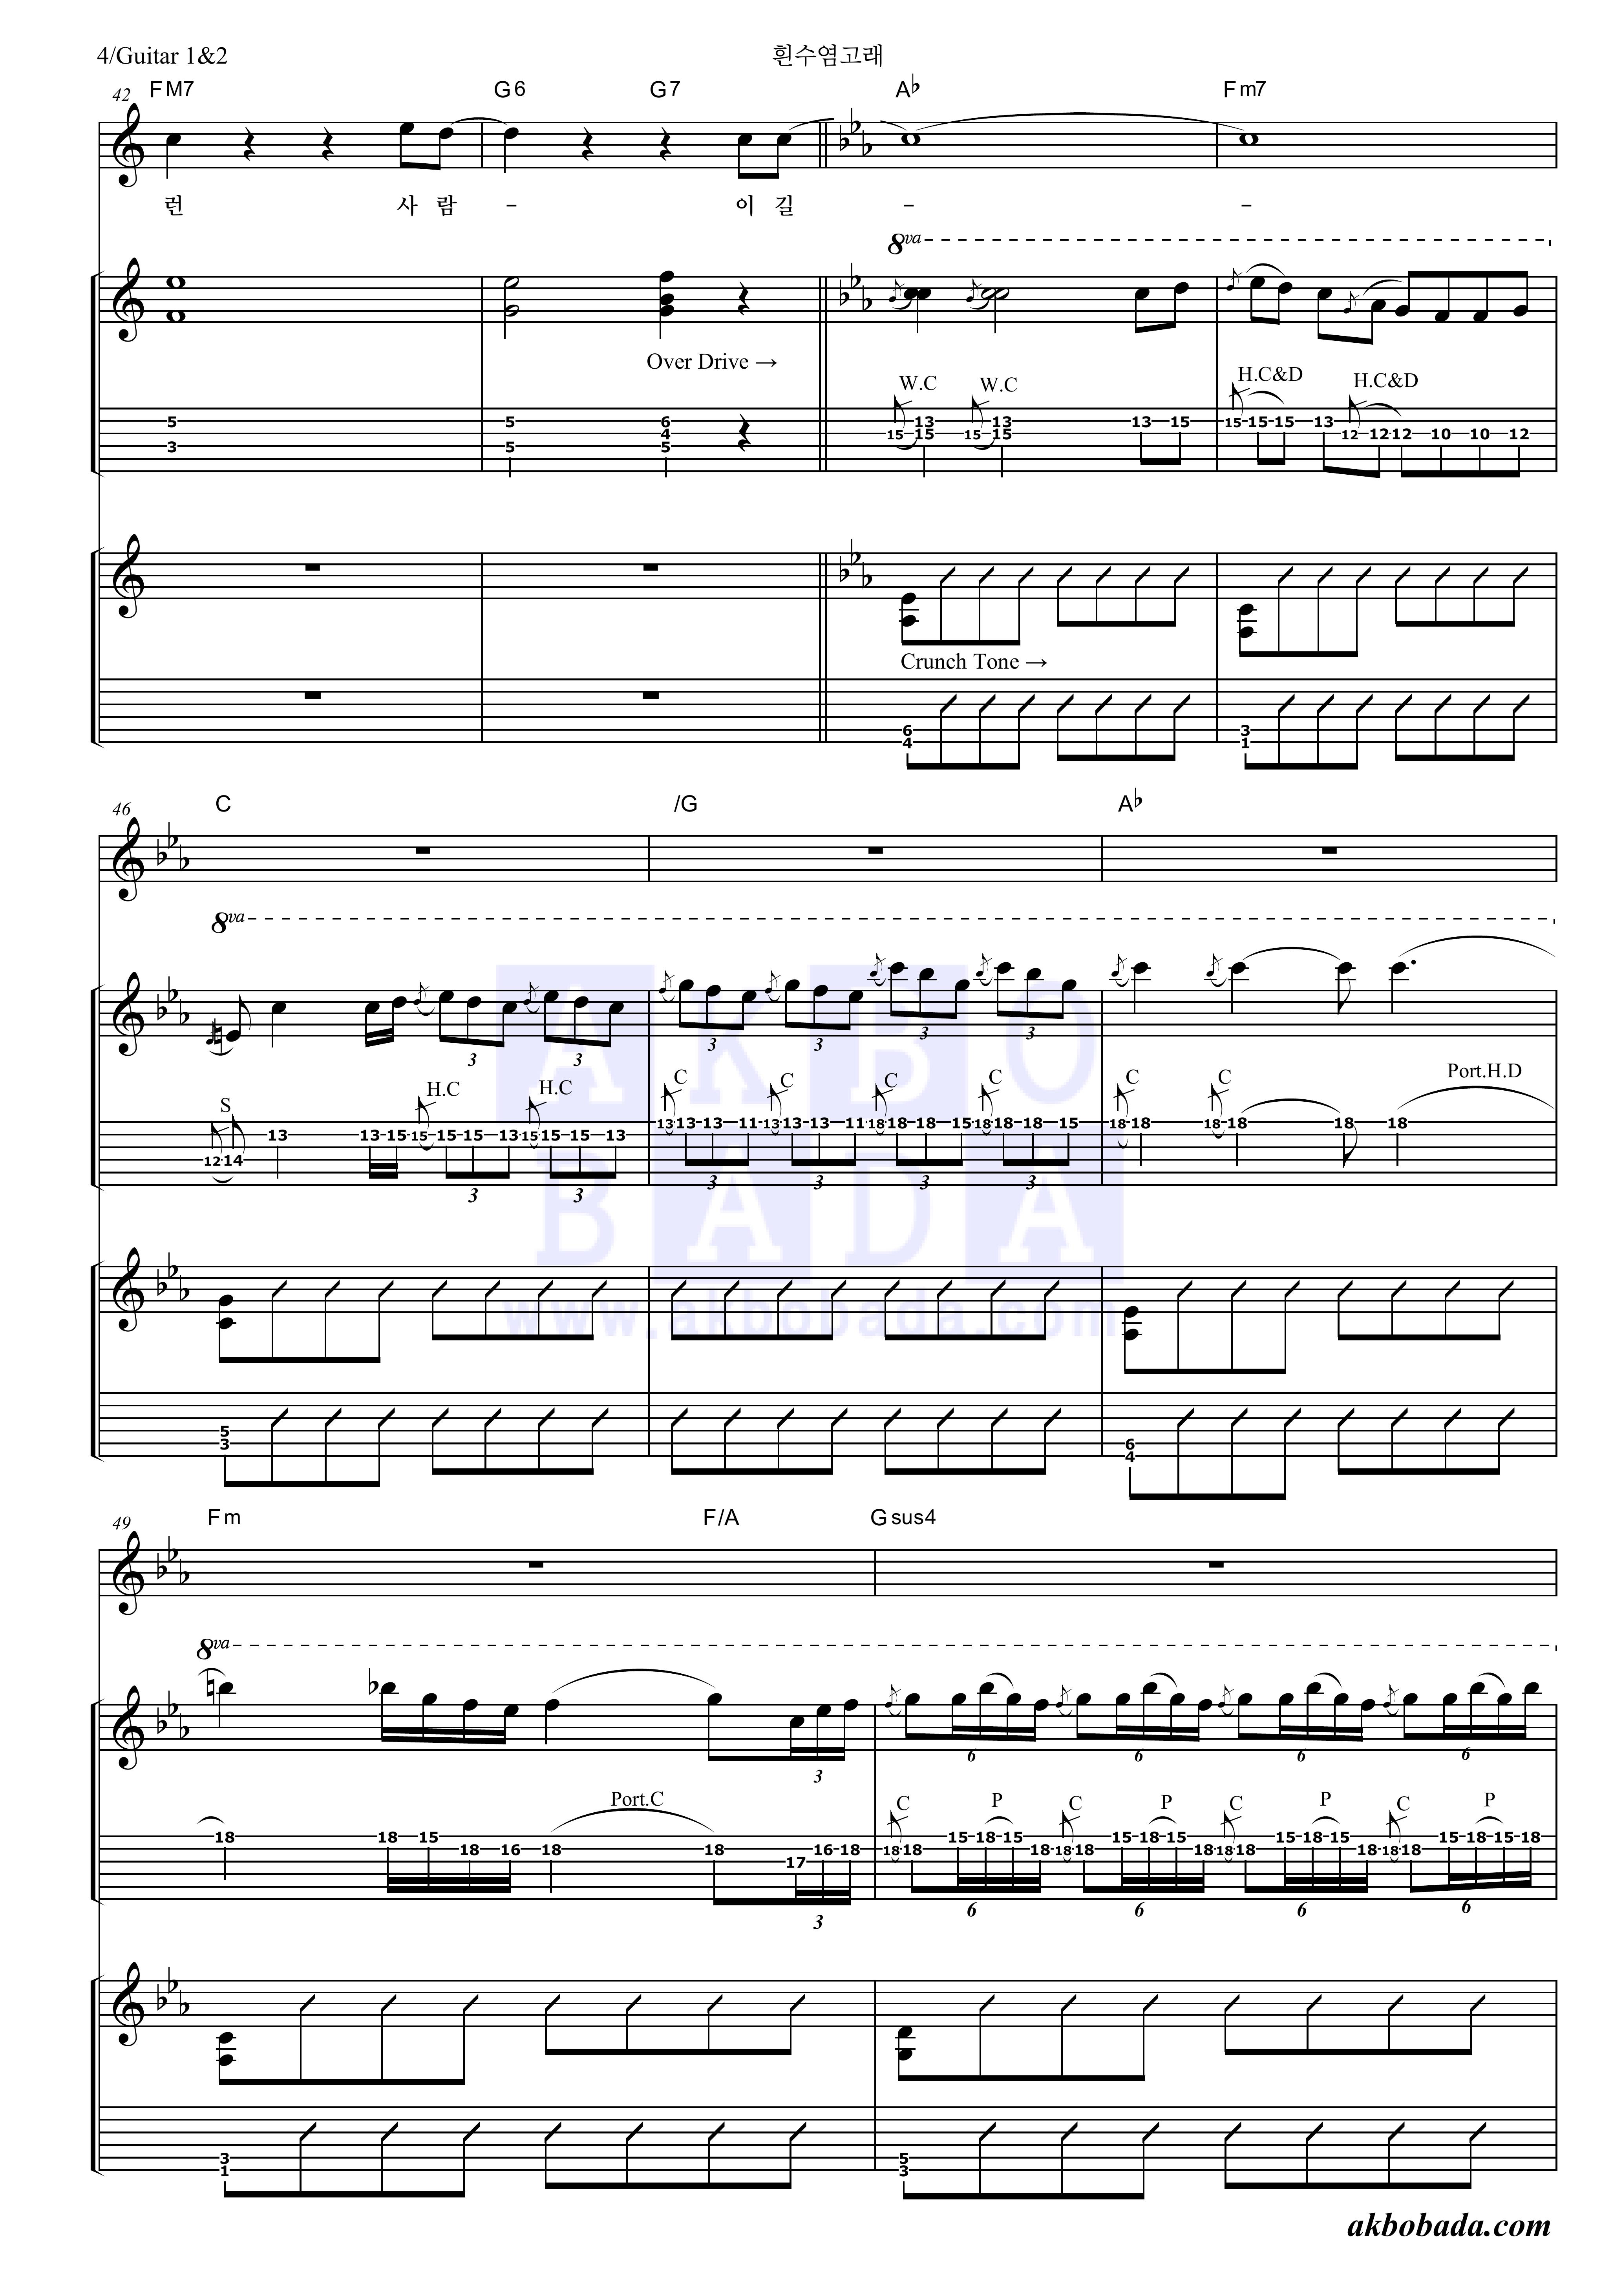 4/Guitar 1&2 흰수염고래
42 FM7 G6 G7 A♭ Fm7
런 사 람 - 이 길 - -
8va
Over Drive →
W.C W.C H.C&D H.C&D
5 5 6 15 13 15 13 13 15 15 15 15 13 12 12 12 10 10 12
3 5 4 5 15 15
Crunch Tone →
6 3
4 1
46 C /G A♭
8va
3 3 3 3 3 3
S H.C H.C C C C C C C Port.H.D
12 14 13 13 15 15 15 15 13 15 15 15 13 13 13 13 11 13 13 13 11 18 18 18 15 18 18 18 15 18 18 18 18 18 18
3 3 3 3 3 3
AKBO
BADA
www.akbobada.com
5 6
3 4
49 Fm F/A Gsus4
8va
3 6 6 6 6
Port.C C P C P C P C P
18 18 15 18 16 18 18 17 16 18 18 18 15 18 15 18 18 18 15 18 15 18 18 18 15 18 15 18 18 18 15 18 15 18
3 6 6 6 6
3 5
1 3
akbobada.com